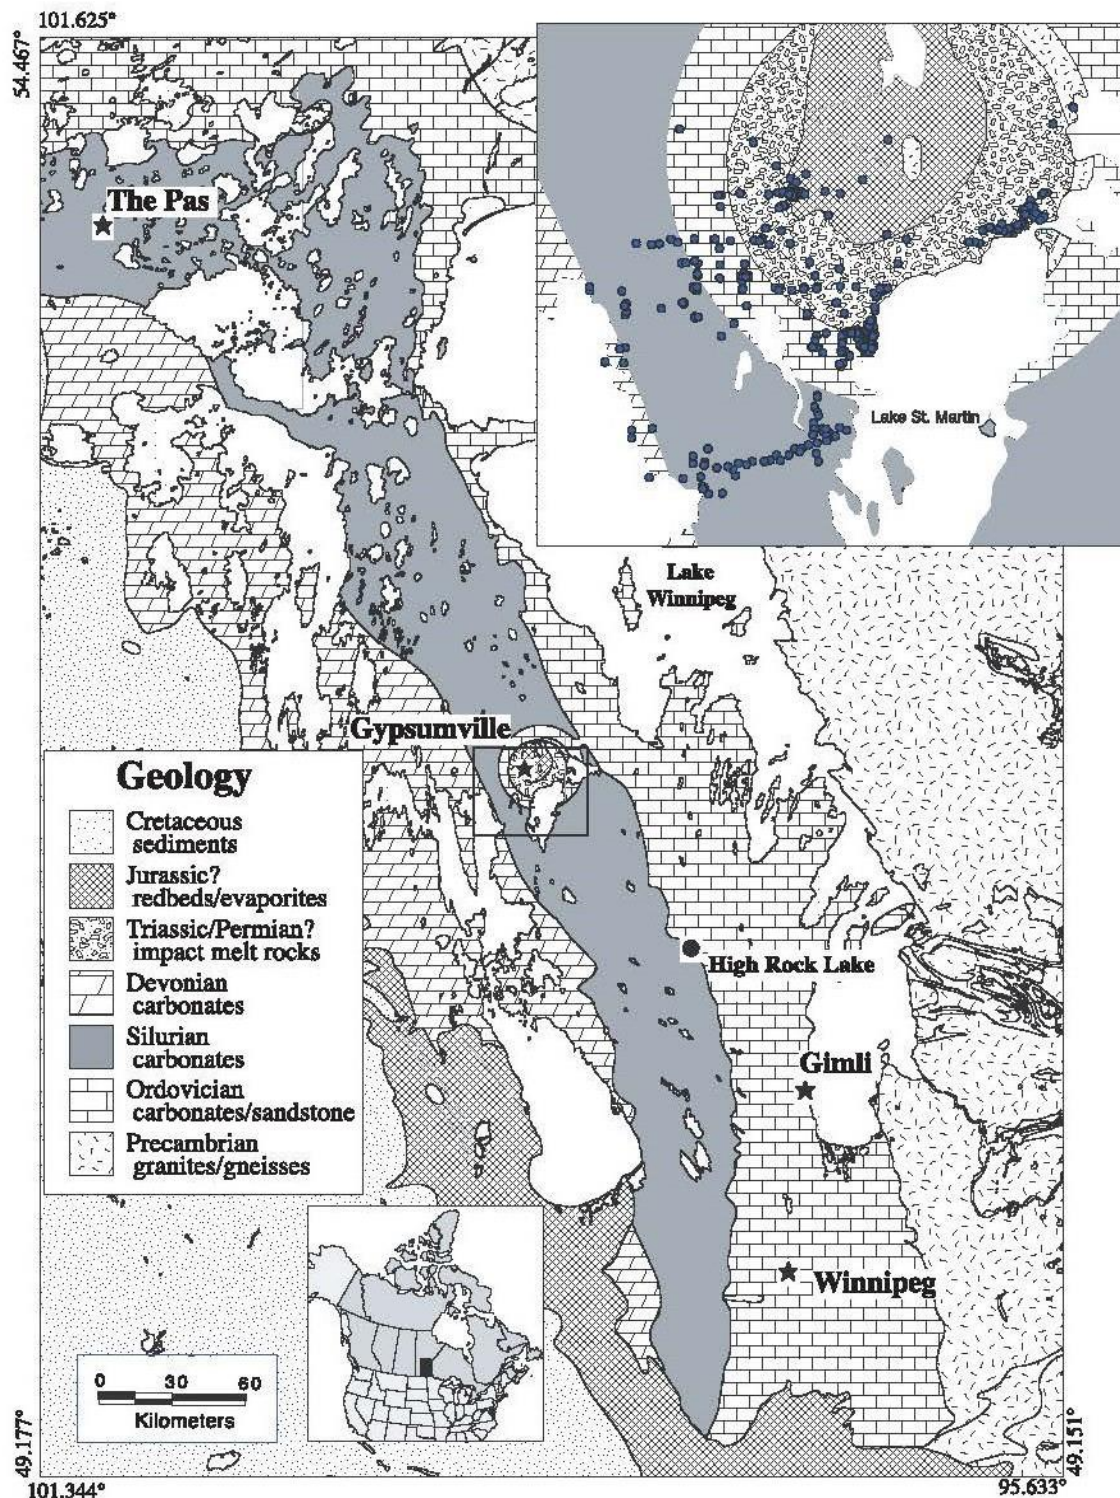 101.625°
54.467°
The Pas
Lake St. Martin
Lake
Winnipeg
Gypsumville
Geology
Cretaceous
sediments
Jurassic?
redbeds/evaporites
Triassic/Permian?
impact melt rocks
Devonian
carbonates
Silurian
carbonates
Ordovician
carbonates/sandstone
Precambrian
granites/gneisses
High Rock Lake
Gimli
Winnipeg
0 30 60
Kilometers
49.177°
49.151°
101.344°
95.633°